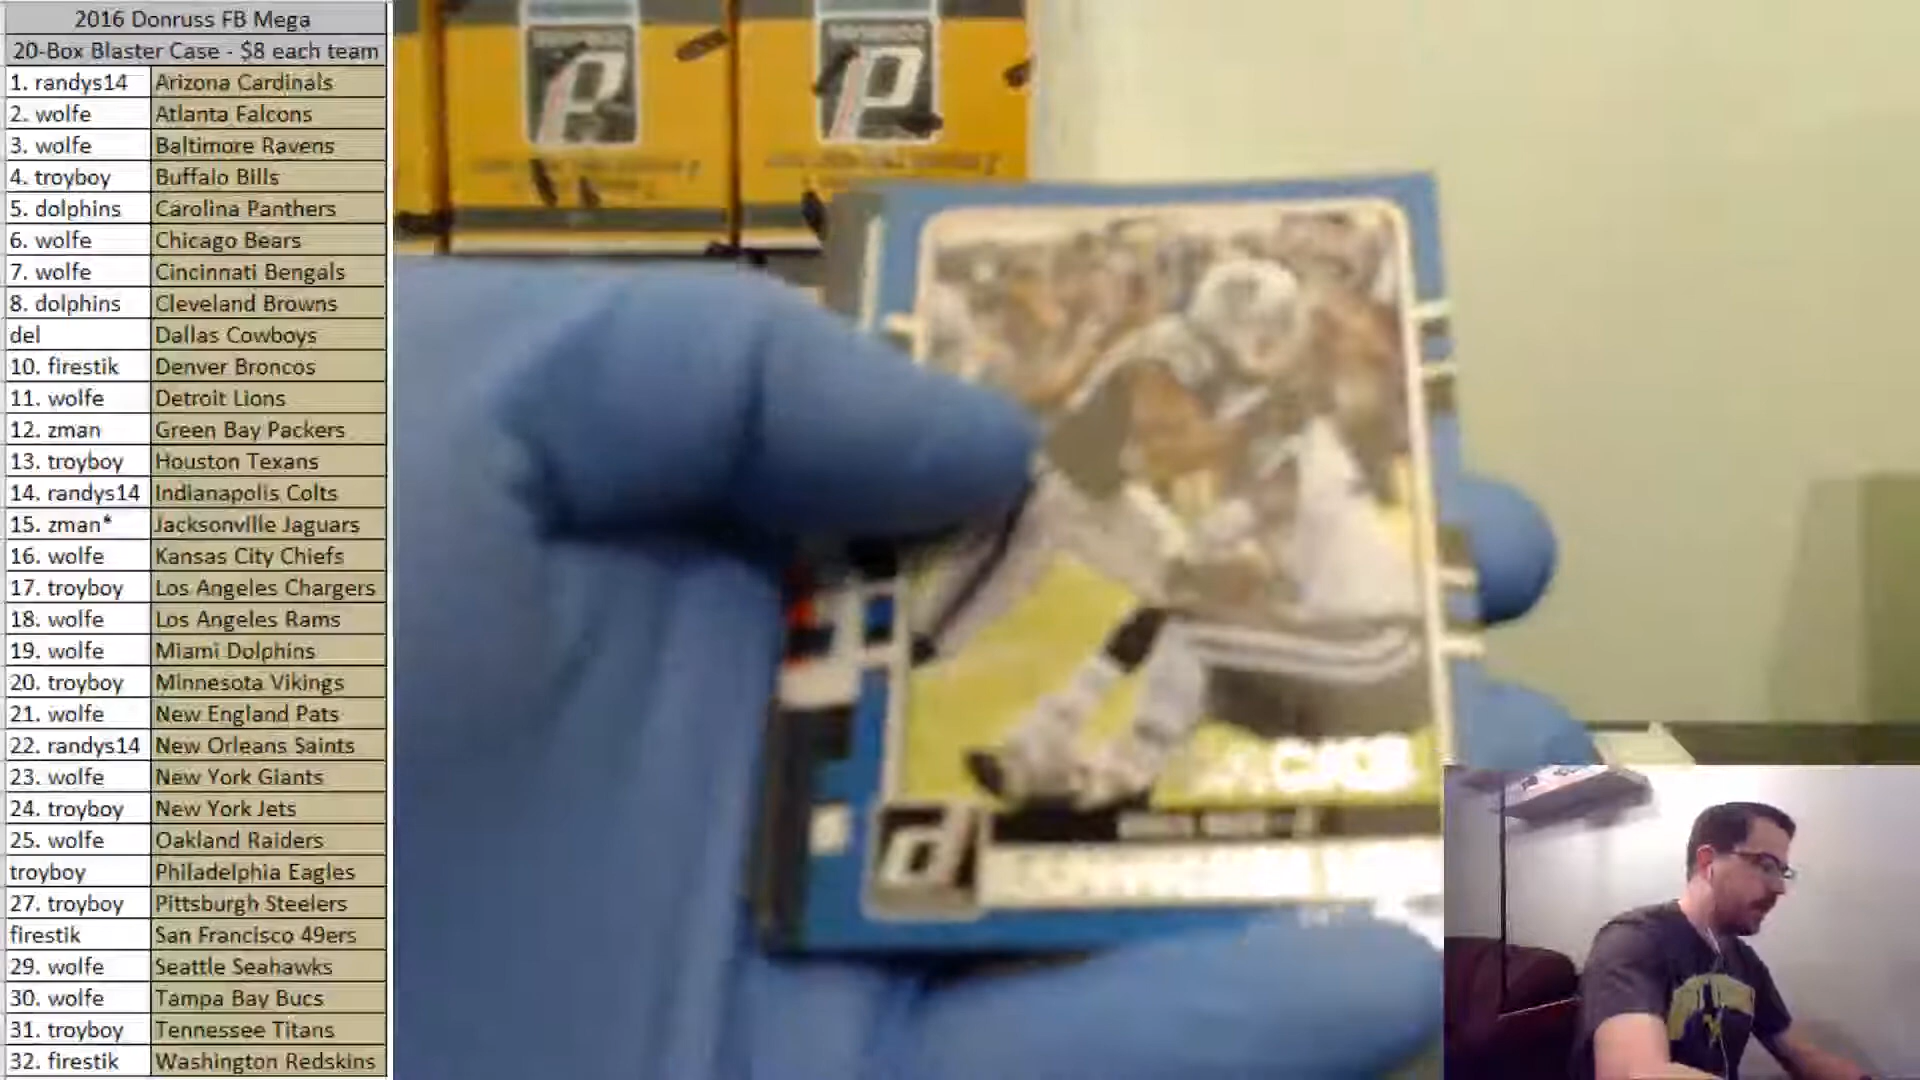 2016 Donruss FB Mega
20-Box Blaster Case - $8 each team
1. randys14 Arizona Cardinals
2. wolfe Atlanta Falcons
3. wolfe Baltimore Ravens
4. troyboy Buffalo Bills
5. dolphins Carolina Panthers
6. wolfe Chicago Bears
7. wolfe Cincinnati Bengals
8. dolphins Cleveland Browns
del Dallas Cowboys
10. firestik Denver Broncos
11. wolfe Detroit Lions
12. zman Green Bay Packers
13. troyboy Houston Texans
14. randys14 Indianapolis Colts
15. zman* Jacksonville Jaguars
16. wolfe Kansas City Chiefs
17. troyboy Los Angeles Chargers
18. wolfe Los Angeles Rams
19. wolfe Miami Dolphins
20. troyboy Minnesota Vikings
21. wolfe New England Pats
22. randys14 New Orleans Saints
23. wolfe New York Giants
24. troyboy New York Jets
25. wolfe Oakland Raiders
troyboy Philadelphia Eagles
27. troyboy Pittsburgh Steelers
firestik San Francisco 49ers
29. wolfe Seattle Seahawks
30. wolfe Tampa Bay Bucs
31. troyboy Tennessee Titans
32. firestik Washington Redskins